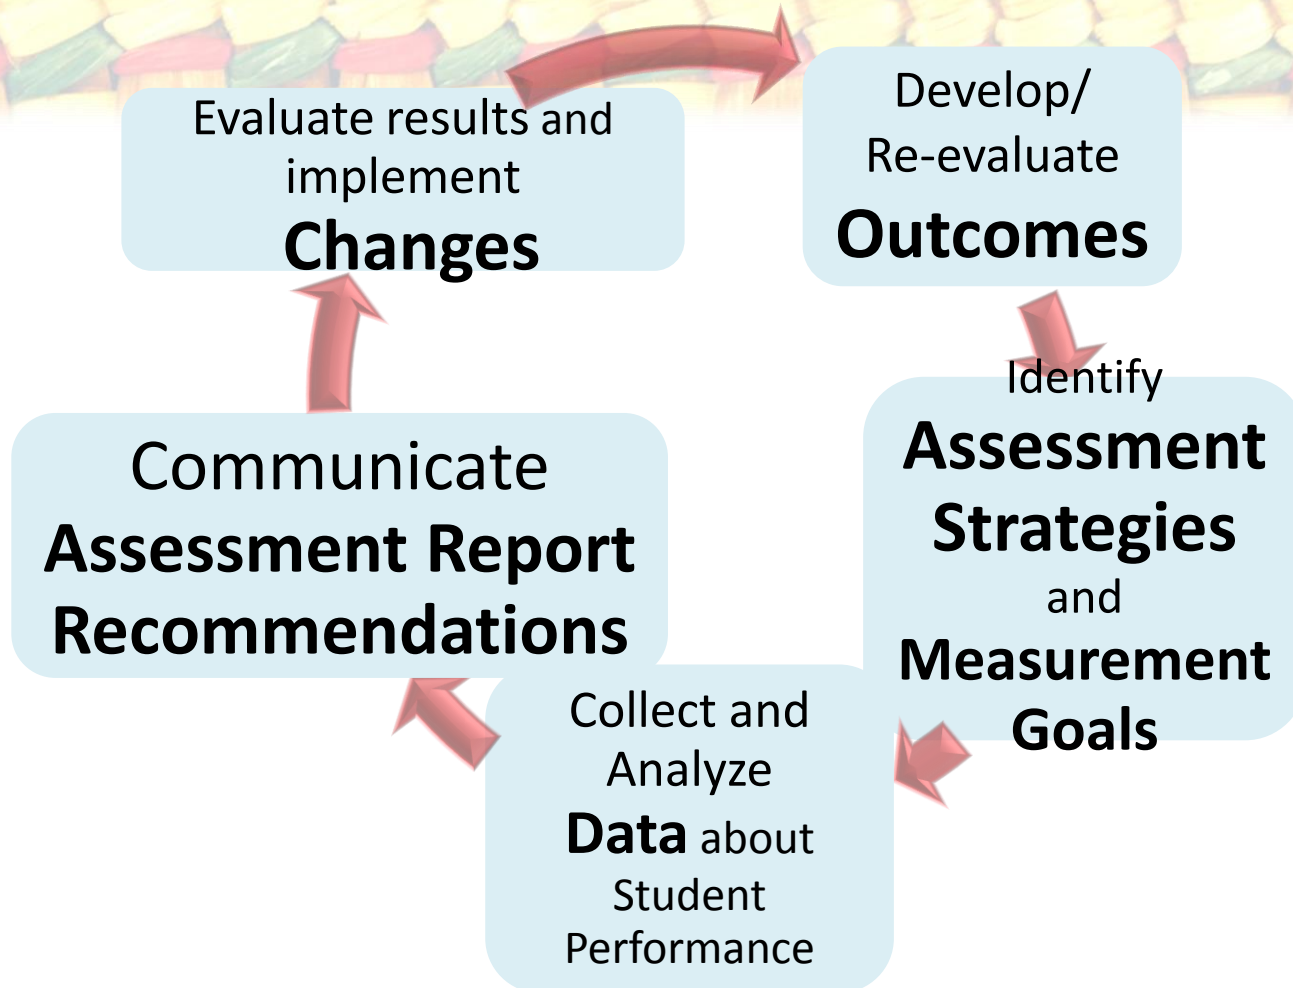 Evaluate results and
implement
Changes
Develop/
Re-evaluate
Outcomes
Identify
Assessment
Strategies
and
Measurement
Goals
Collect and
Analyze
Data about
Student
Performance
Communicate
Assessment Report
Recommendations